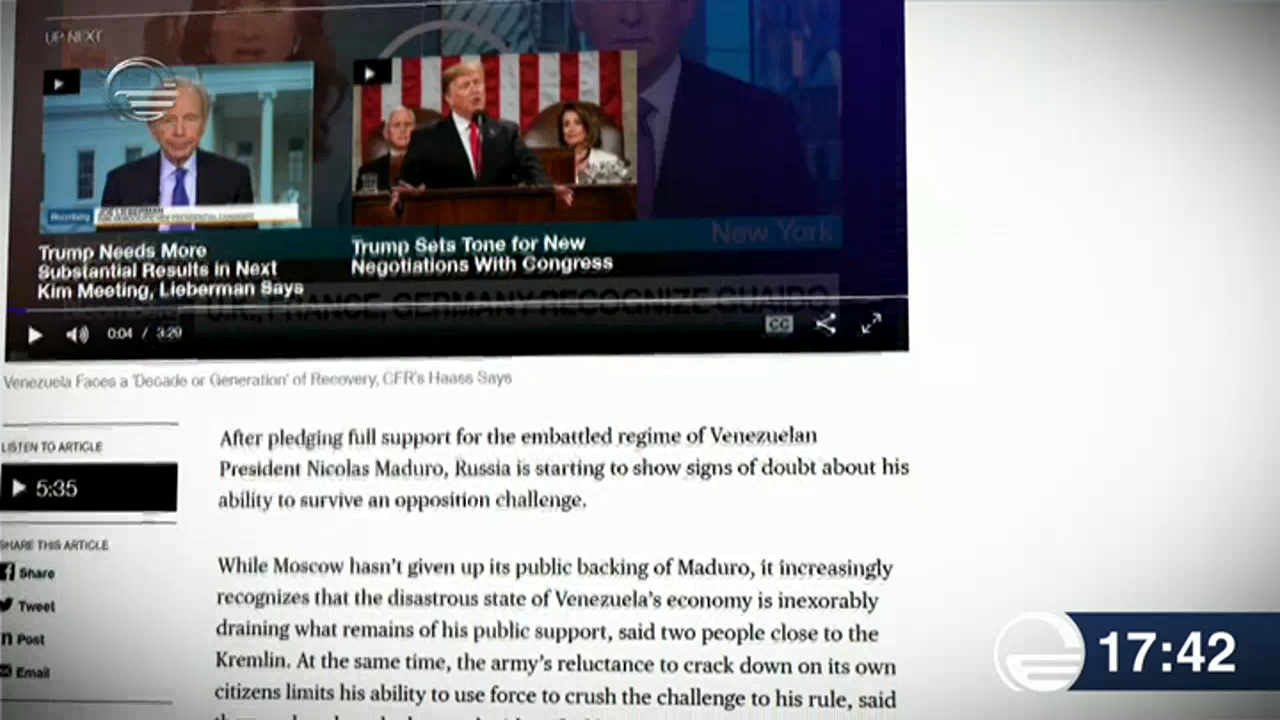 UP NEXT
Bloomberg
JOE LIEBERMAN
Trump Needs More
Substantial Results in Next
Kim Meeting, Lieberman Says
Trump Sets Tone for New
Negotiations With Congress
New York
U.K., FRANCE, GERMANY RECOGNIZE GUAIDO
0:04 / 3:29
CC
Venezuela Faces a 'Decade or Generation' of Recovery, CFR's Haass Says
LISTEN TO ARTICLE
5:35
SHARE THIS ARTICLE
Share
Tweet
Post
Email
After pledging full support for the embattled regime of Venezuelan
President Nicolas Maduro, Russia is starting to show signs of doubt about his
ability to survive an opposition challenge.
While Moscow hasn't given up its public backing of Maduro, it increasingly
recognizes that the disastrous state of Venezuela's economy is inexorably
draining what remains of his public support, said two people close to the
Kremlin. At the same time, the army's reluctance to crack down on its own
citizens limits his ability to use force to crush the challenge to his rule, said
17:42